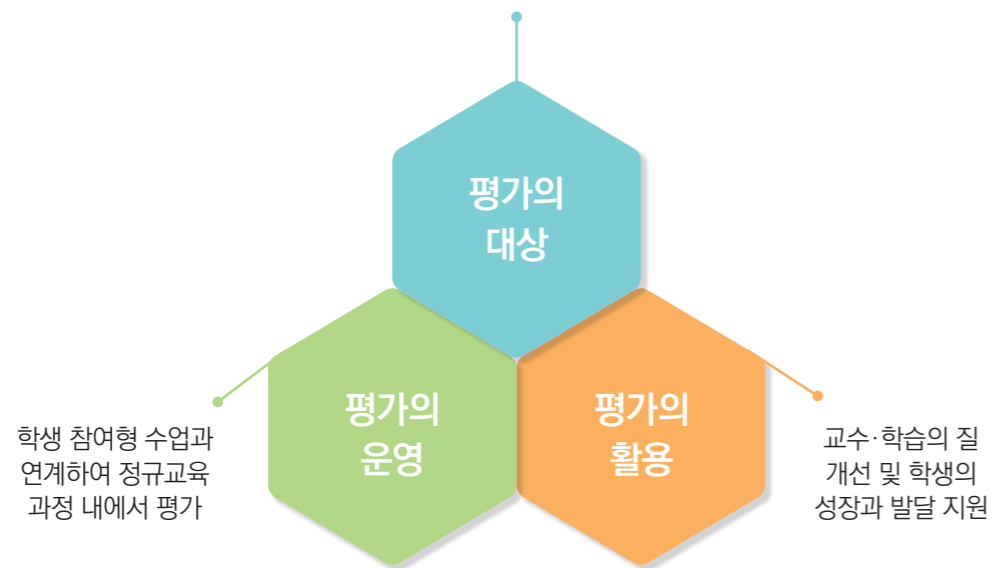 평가의
대상
평가의
운영
평가의
활용
학생 참여형 수업과
연계하여 정규교육
과정 내에서 평가
교수·학습의 질
개선 및 학생의
성장과 발달 지원